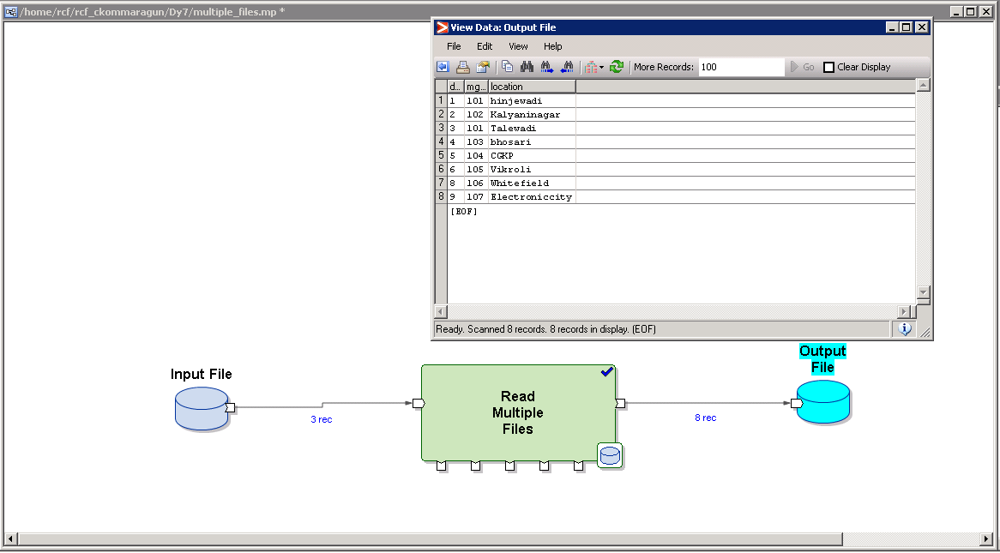 /home/rcf/rcf_ckommaragun/Dy7/multiple_files.mp *
View Data: Output File
File Edit View Help
More Records: 100 Go Clear Display
d... mg... location
1 1 101 hinjewadi
2 2 102 Kalyaninagar
3 3 101 Talewadi
4 4 103 bhosari
5 5 104 CGKP
6 6 105 Vikroli
7 8 106 Whitefield
8 9 107 Electroniccity
[EOF]
Ready. Scanned 8 records. 8 records in display. (EOF)
Input File
3 rec
Read
Multiple
Files
8 rec
Output
File